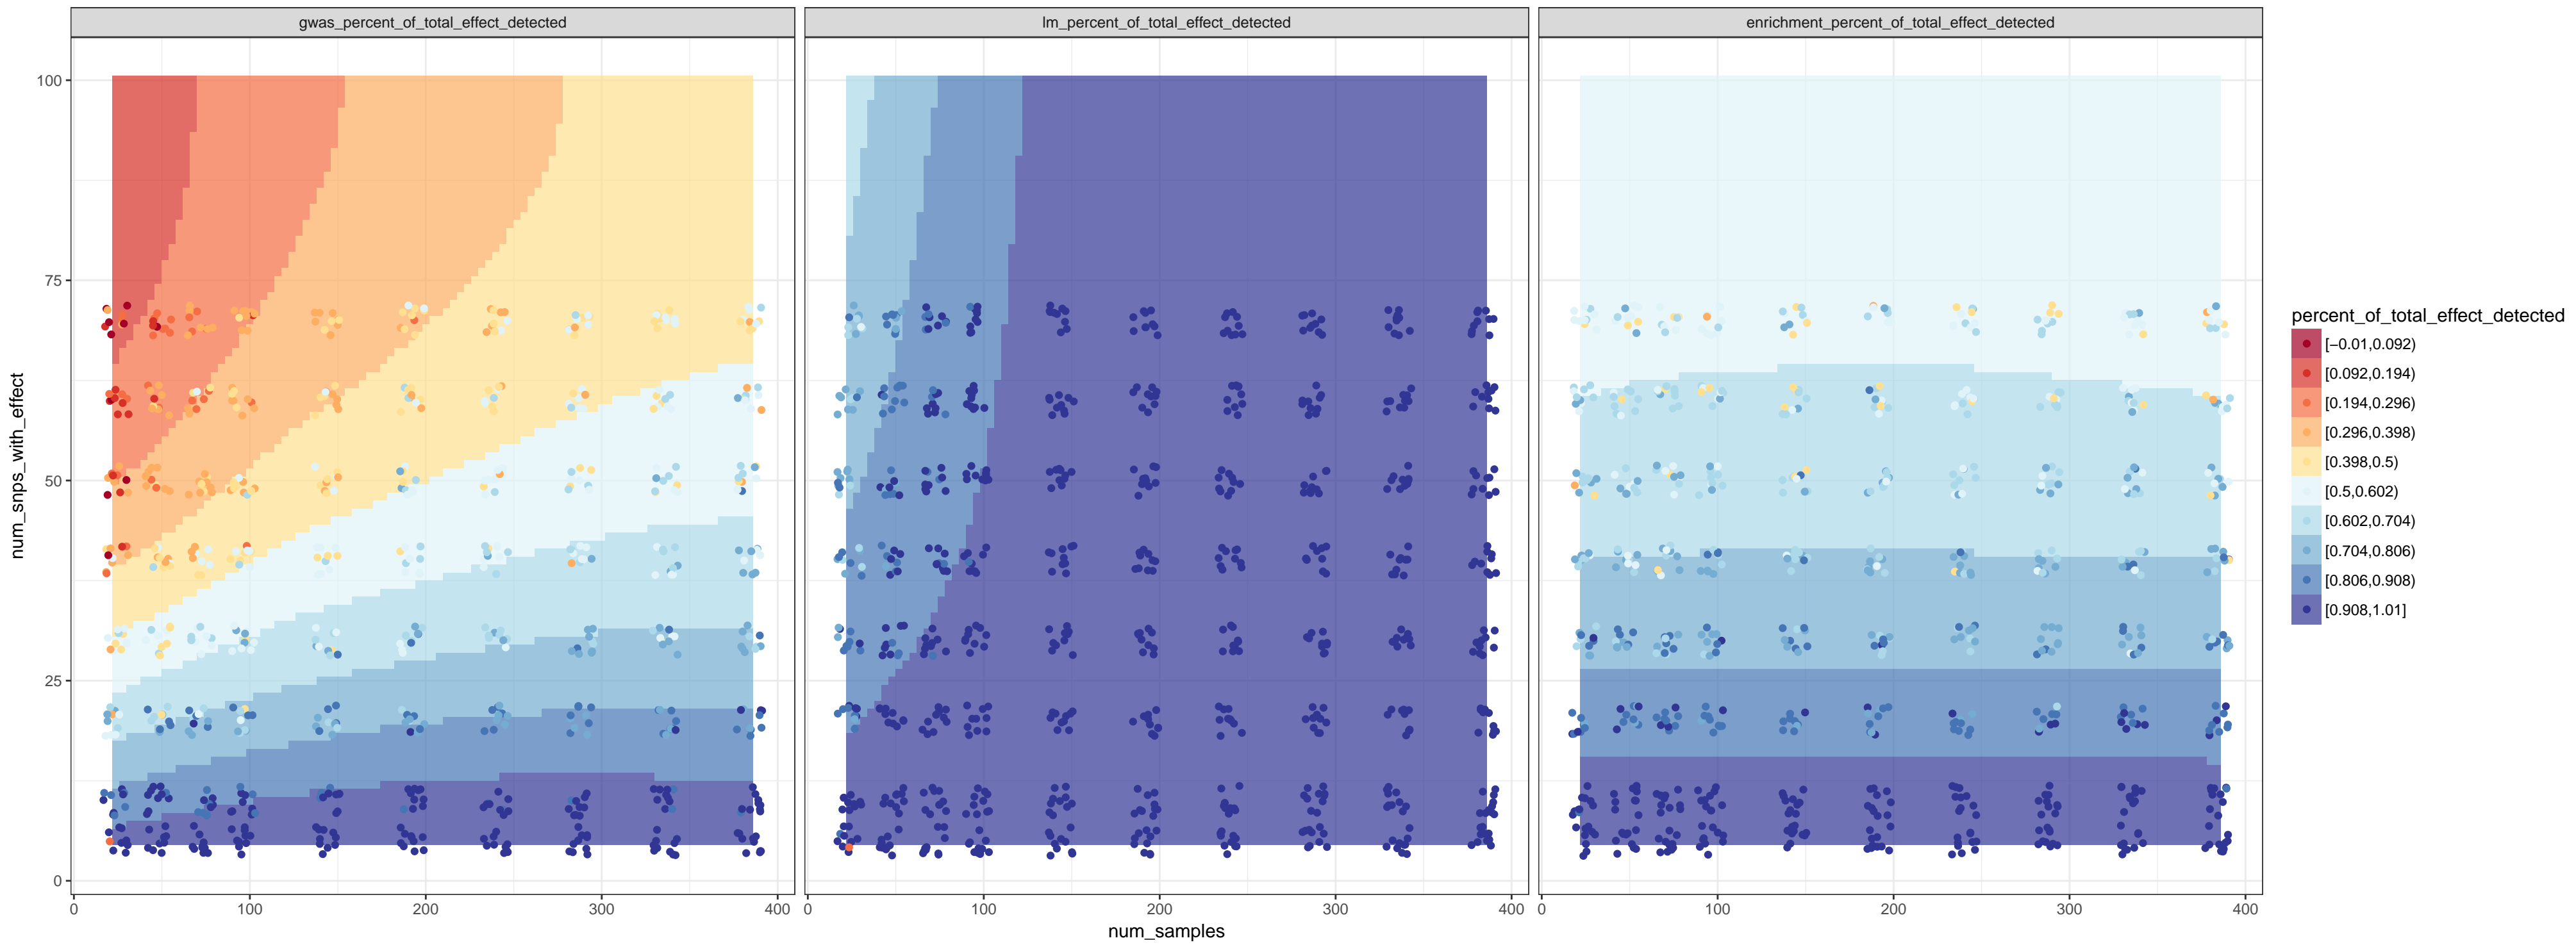 gwas_percent_of_total_effect_detected
lm_percent_of_total_effect_detected
enrichment_percent_of_total_effect_detected
100
75
50
25
0
num_snps_with_effect
0 100 200 300 400
0 100 200 300 400
0 100 200 300 400
num_samples
percent_of_total_effect_detected
[−0.01,0.092)
[0.092,0.194)
[0.194,0.296)
[0.296,0.398)
[0.398,0.5)
[0.5,0.602)
[0.602,0.704)
[0.704,0.806)
[0.806,0.908)
[0.908,1.01]